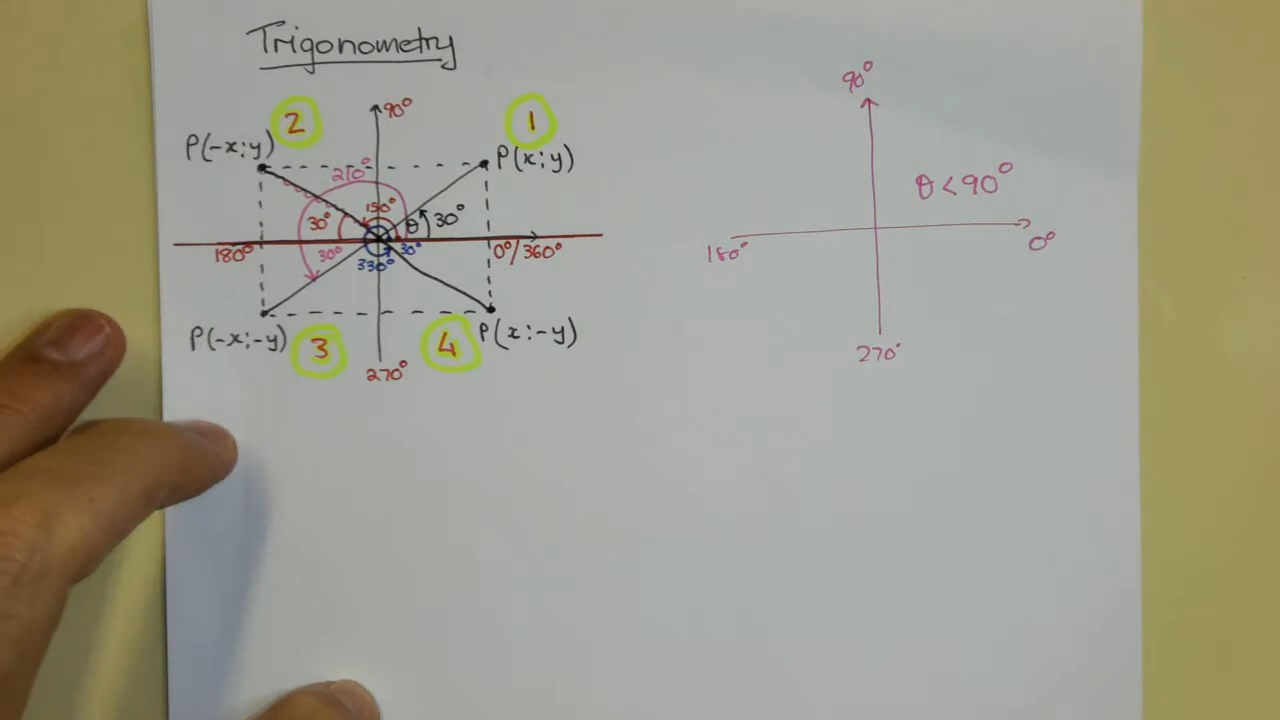 Trigonometry
90°
2
1
P(-x;y)
P(x;y)
210°
150°
30°
θ
30°
180°
30°
330°
30°
0°/360°
P(-x;-y)
3
4
P(x;-y)
270°
90°
θ < 90°
180°
0°
270°